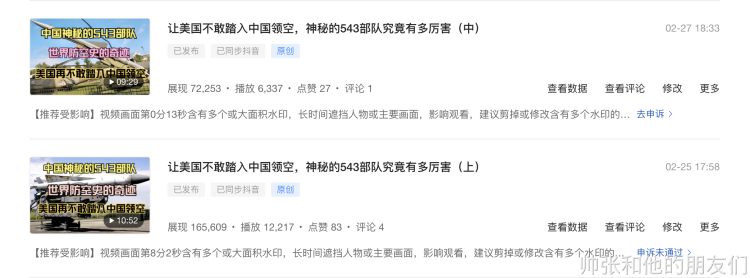 中国神秘的543部队
世界防空史的奇迹
美国再不敢踏入中国领空
09:29
让美国不敢踏入中国领空，神秘的543部队究竟有多厉害（中）
02-27 18:33
已发布 已同步抖音 原创
展现 72,253 · 播放 6,337 · 点赞 27 · 评论 1
查看数据 查看评论 修改 更多
【推荐受影响】视频画面第0分13秒含有多个或大面积水印，长时间遮挡人物或主要画面，影响观看，建议剪掉或修改含有多个水印的... 去申诉 >
中国神秘的543部队
世界防空史的奇迹
美国再不敢踏入中国领空
10:52
让美国不敢踏入中国领空，神秘的543部队究竟有多厉害（上）
02-25 17:58
已发布 已同步抖音 原创
展现 165,609 · 播放 12,217 · 点赞 83 · 评论 4
查看数据 查看评论 修改 更多
【推荐受影响】视频画面第8分2秒含有多个或大面积水印，长时间遮挡人物或主要画面，影响观看，建议剪掉或修改含有多个水印的... 申诉未通过 >
帅张和他的朋友们